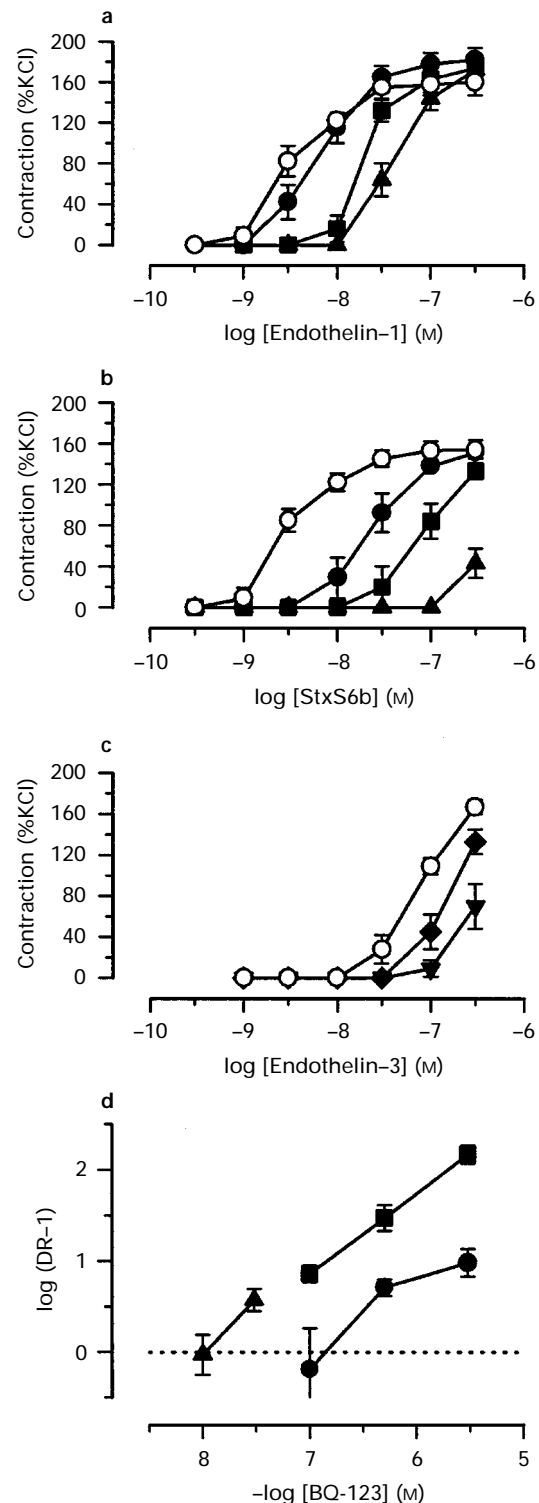 a
200
160
120
80
40
0
Contraction (%KCl)
−10 −9 −8 −7 −6
log [Endothelin−1] (M)
b
200
160
120
80
40
0
Contraction (%KCl)
−10 −9 −8 −7 −6
log [StxS6b] (M)
c
200
160
120
80
40
0
Contraction (%KCl)
−10 −9 −8 −7 −6
log [Endothelin−3] (M)
d
2
1
0
log (DR−1)
8 7 6 5
−log [BQ-123] (M)